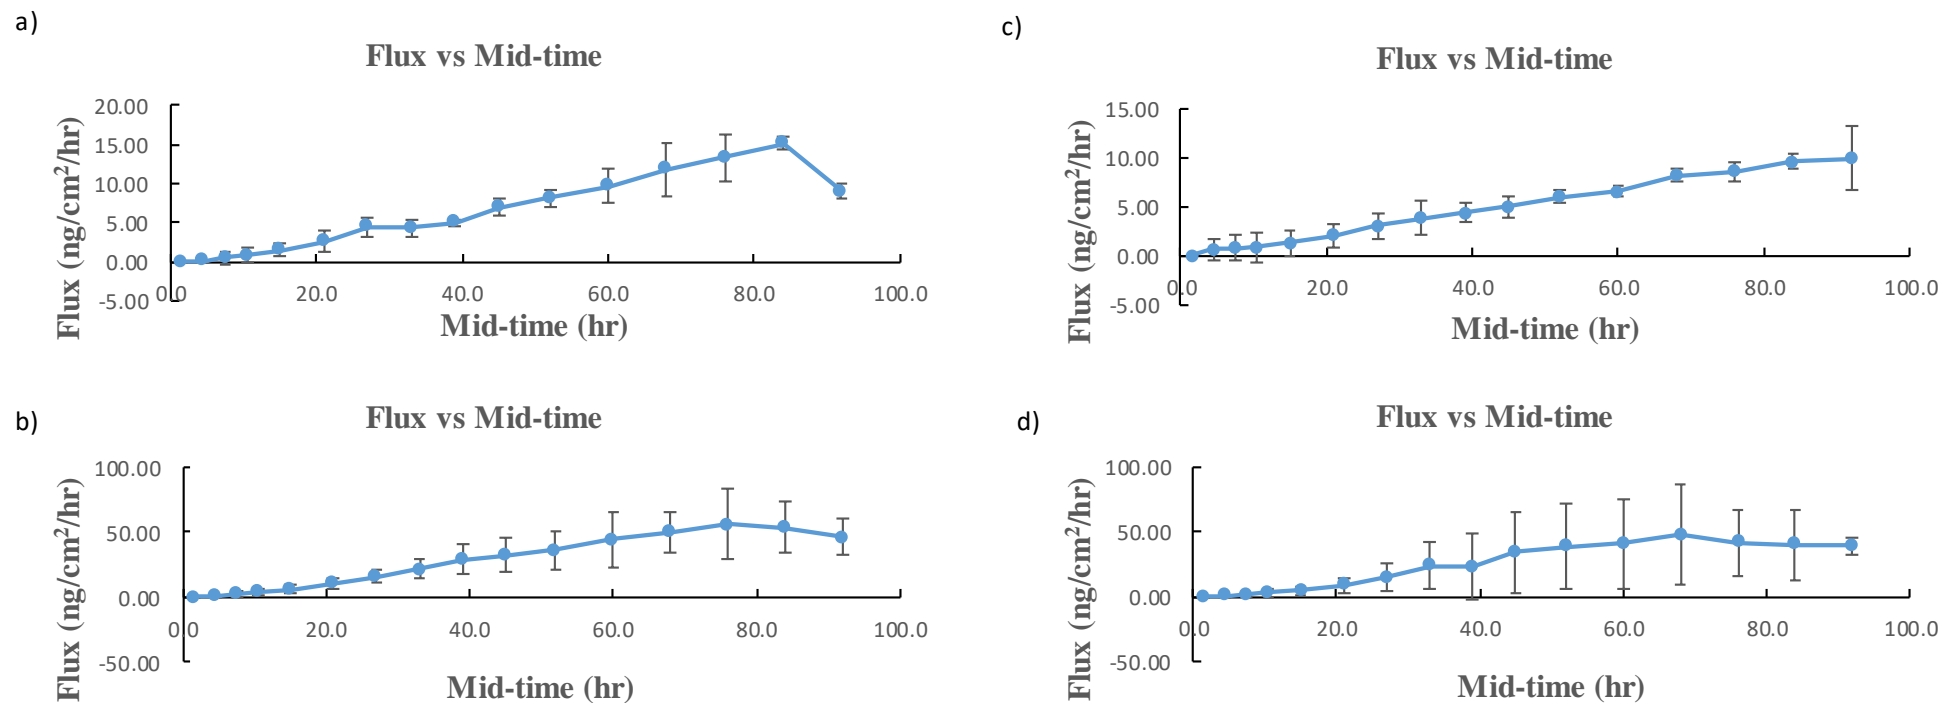 a)
Flux vs Mid-time
Flux (ng/cm²/hr)
20.00
15.00
10.00
5.00
0.00
-5.00
0.0 20.0 40.0 60.0 80.0 100.0
Mid-time (hr)
c)
Flux vs Mid-time
Flux (ng/cm²/hr)
15.00
10.00
5.00
0.00
-5.00
0.0 20.0 40.0 60.0 80.0 100.0
Mid-time (hr)
b)
Flux vs Mid-time
Flux (ng/cm²/hr)
100.00
50.00
0.00
-50.00
0.0 20.0 40.0 60.0 80.0 100.0
Mid-time (hr)
d)
Flux vs Mid-time
Flux (ng/cm²/hr)
100.00
50.00
0.00
-50.00
0.0 20.0 40.0 60.0 80.0 100.0
Mid-time (hr)